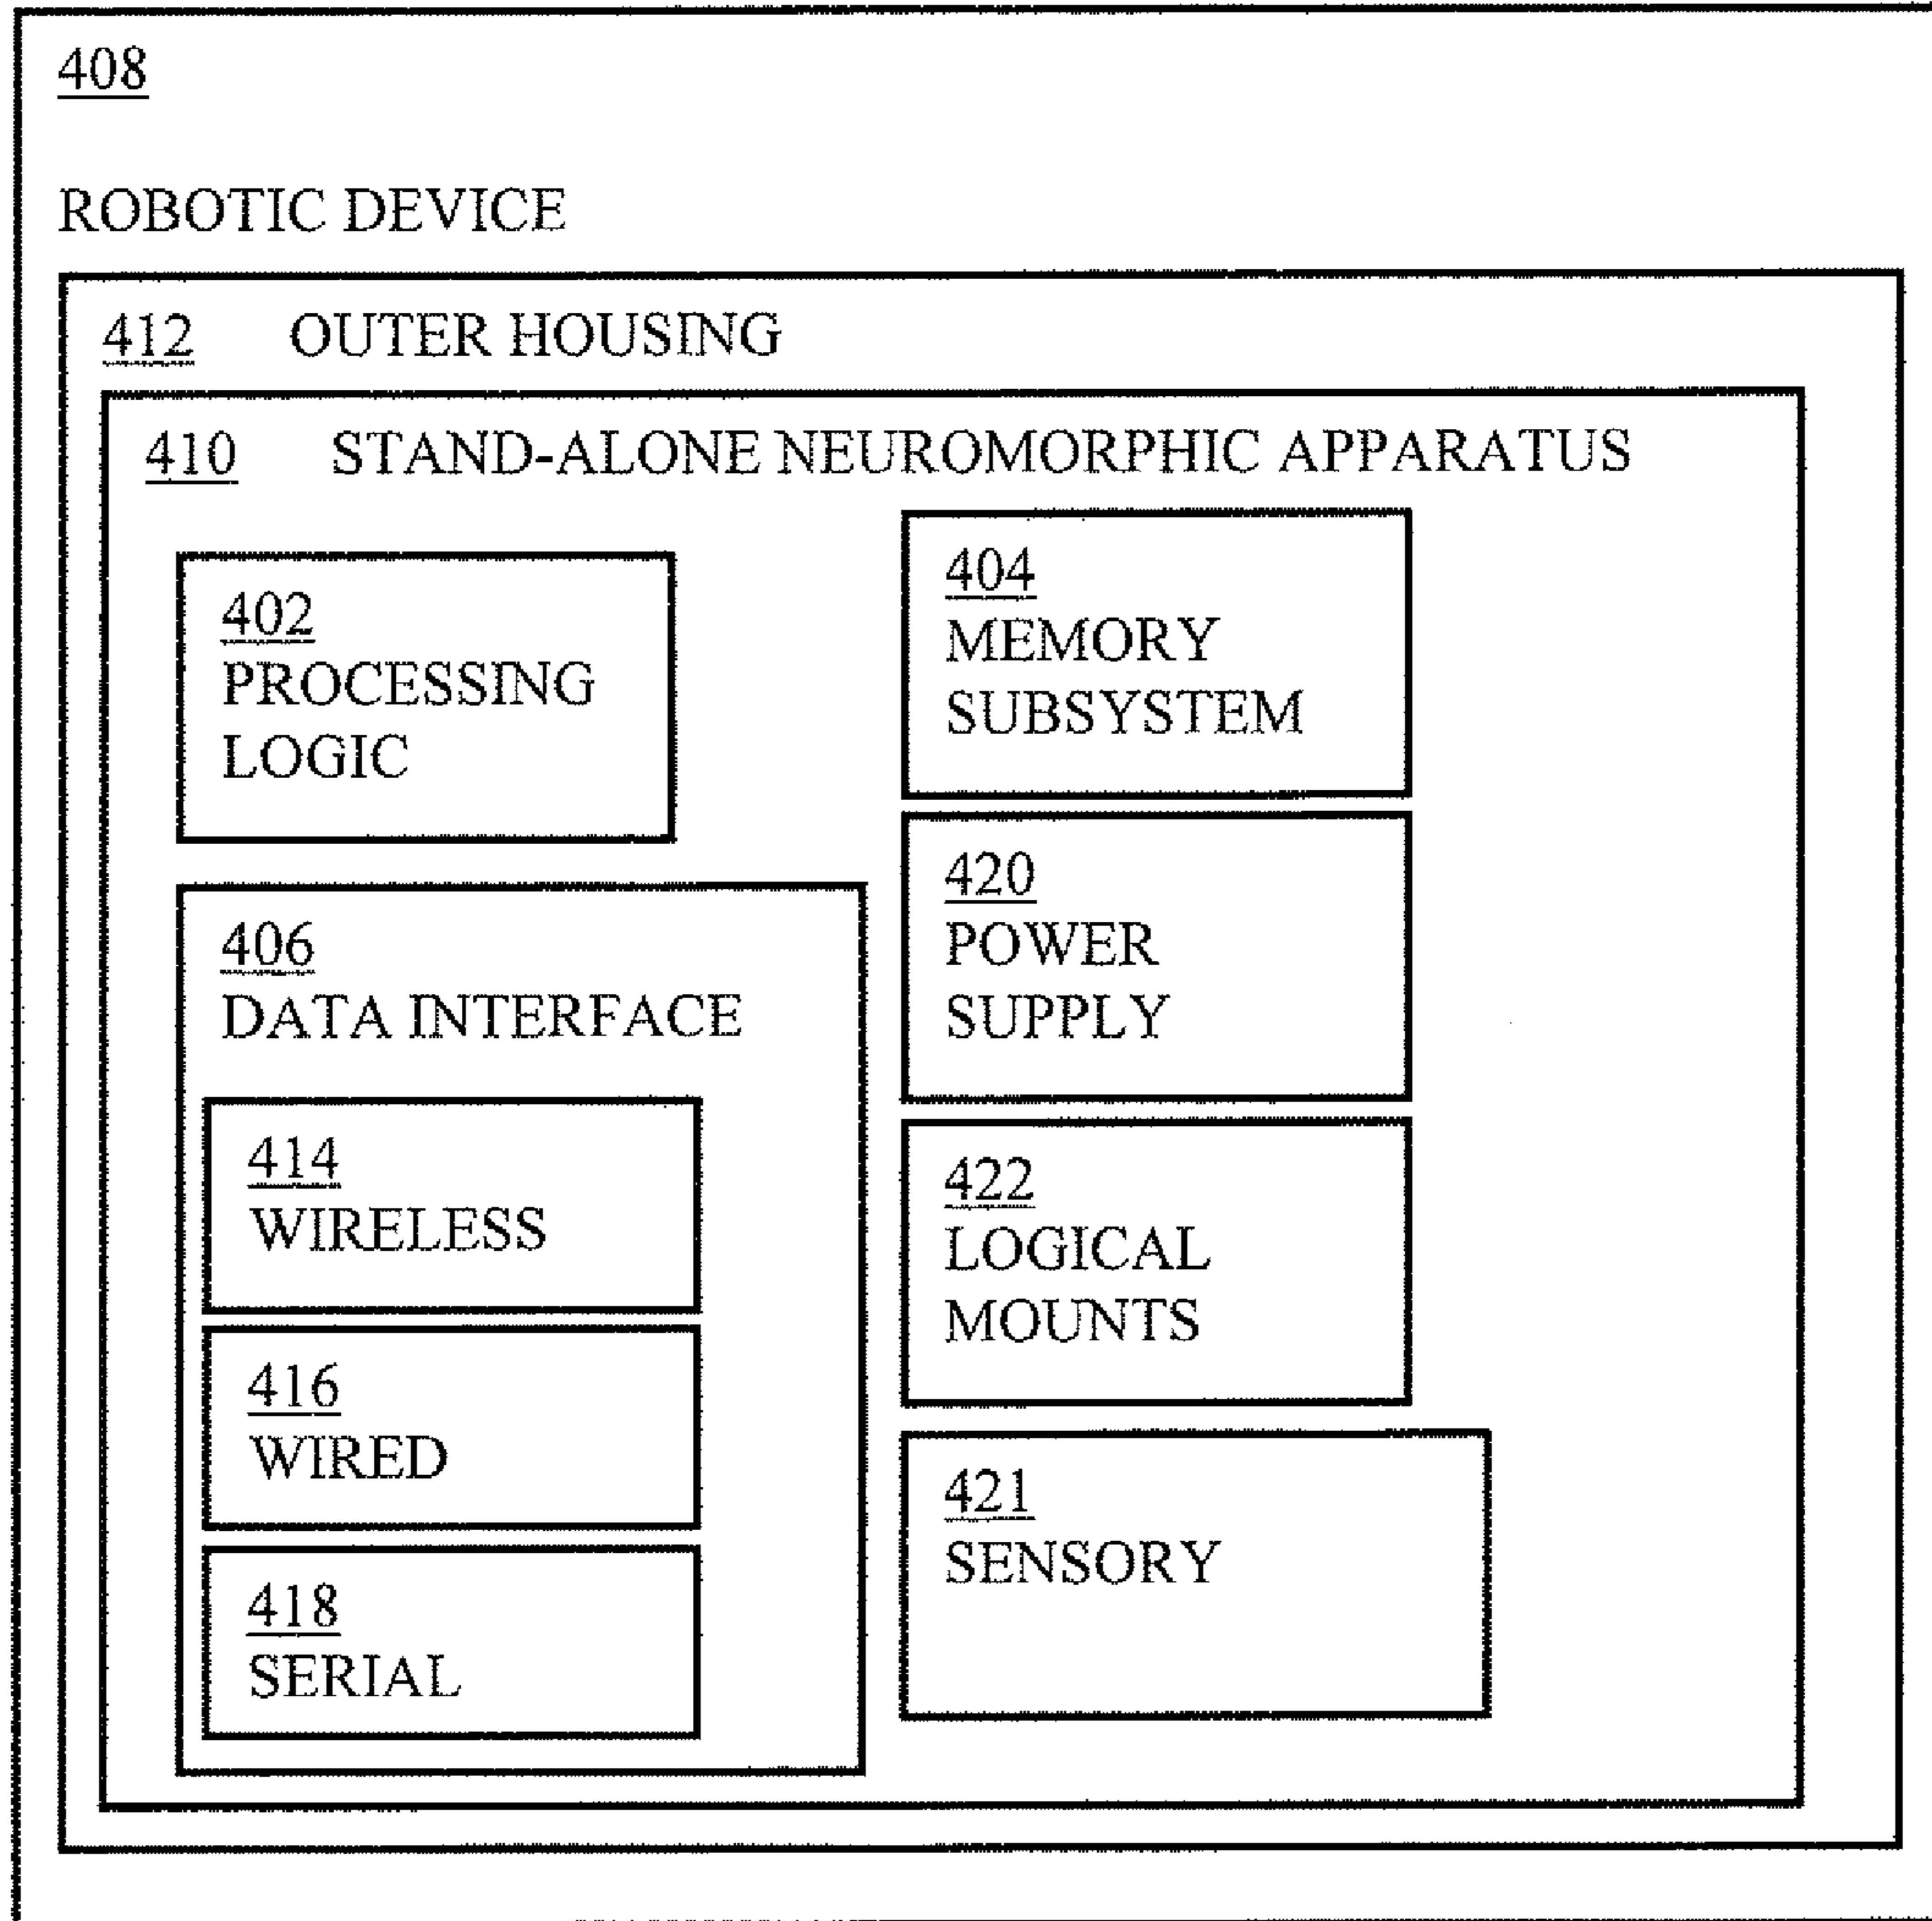 408
ROBOTIC DEVICE
412 OUTER HOUSING
410 STAND-ALONE NEUROMORPHIC APPARATUS
402
PROCESSING
LOGIC
404
MEMORY
SUBSYSTEM
406
DATA INTERFACE
414
WIRELESS
416
WIRED
418
SERIAL
420
POWER
SUPPLY
422
LOGICAL
MOUNTS
421
SENSORY